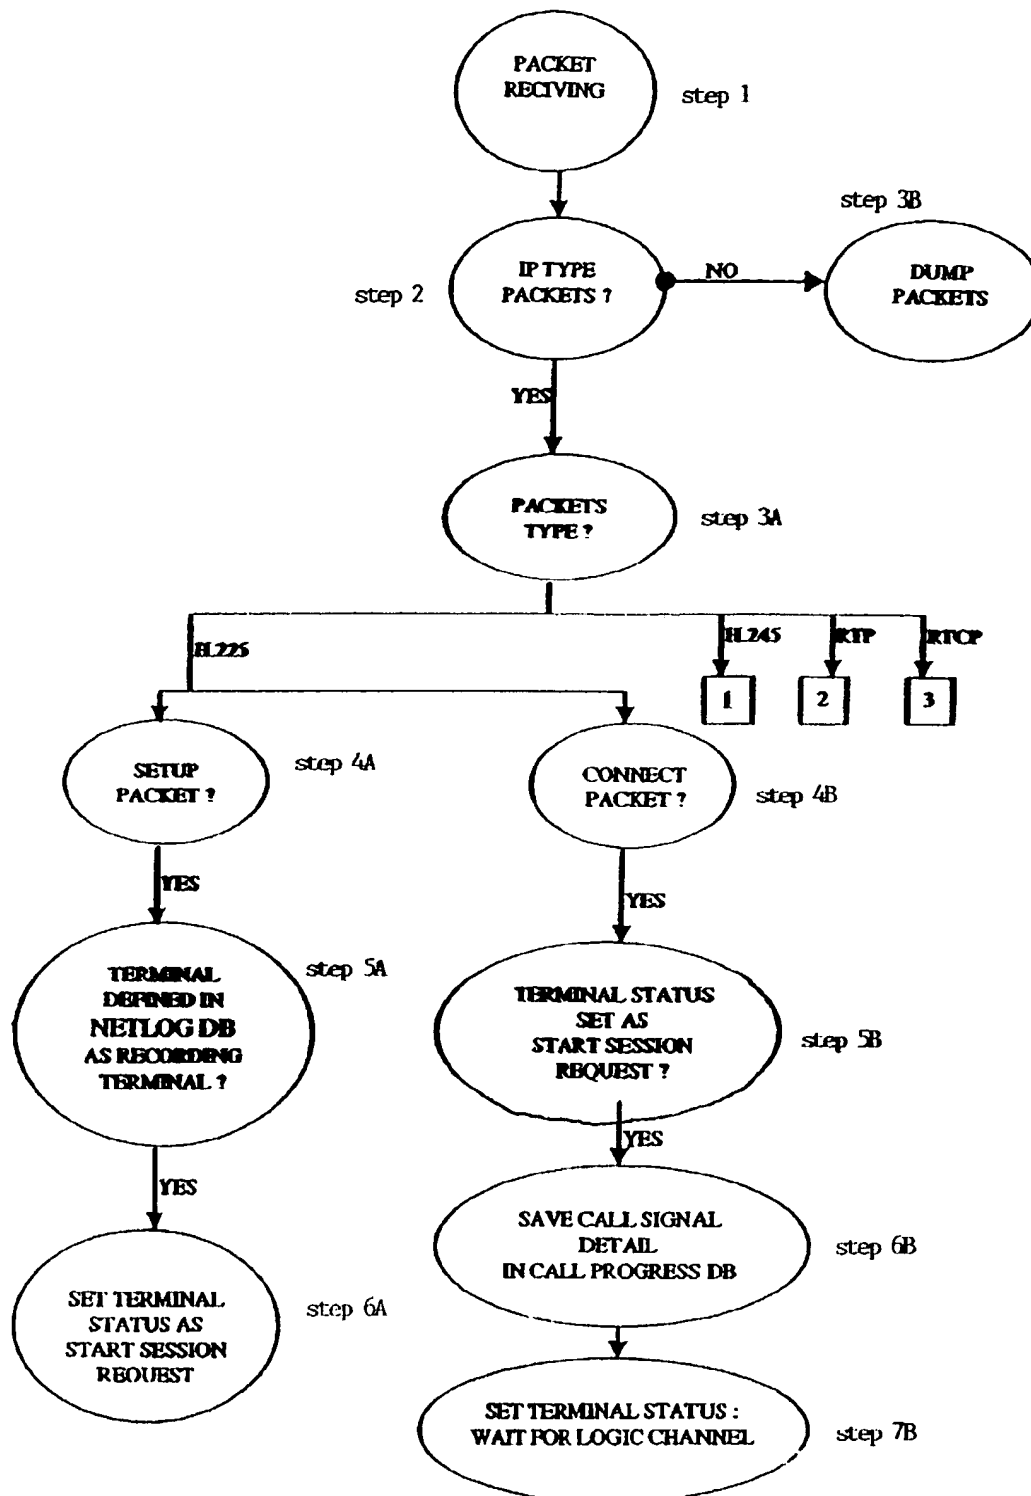 PACKET
RECIVING
step 1
step 3B
IP TYPE
PACKETS ?
step 2
NO
DUMP
PACKETS
YES
PACKETS
TYPE ?
step 3A
H.225
H.245
RTP
RTCP
1
2
3
SETUP
PACKET ?
step 4A
CONNECT
PACKET ?
step 4B
YES
YES
TERMINAL
DEFINED IN
NETLOG DB
AS RECORDING
TERMINAL ?
step 5A
TERMINAL STATUS
SET AS
START SESSION
REQUEST ?
step 5B
YES
YES
SAVE CALL SIGNAL
DETAIL
IN CALL PROGRESS DB
step 6B
SET TERMINAL
STATUS AS
START SESSION
REQUEST
step 6A
SET TERMINAL STATUS :
WAIT FOR LOGIC CHANNEL
step 7B